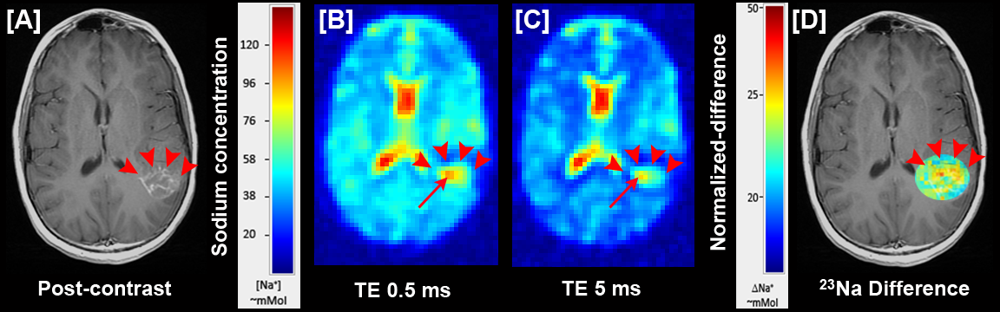 [A]
Post-contrast
Sodium concentration
120
96
76
58
38
20
[Na⁺]
~mMol
[B]
TE 0.5 ms
[C]
TE 5 ms
Normalized-difference
50
25
20
ΔNa⁺
~mMol
[D]
²³Na Difference